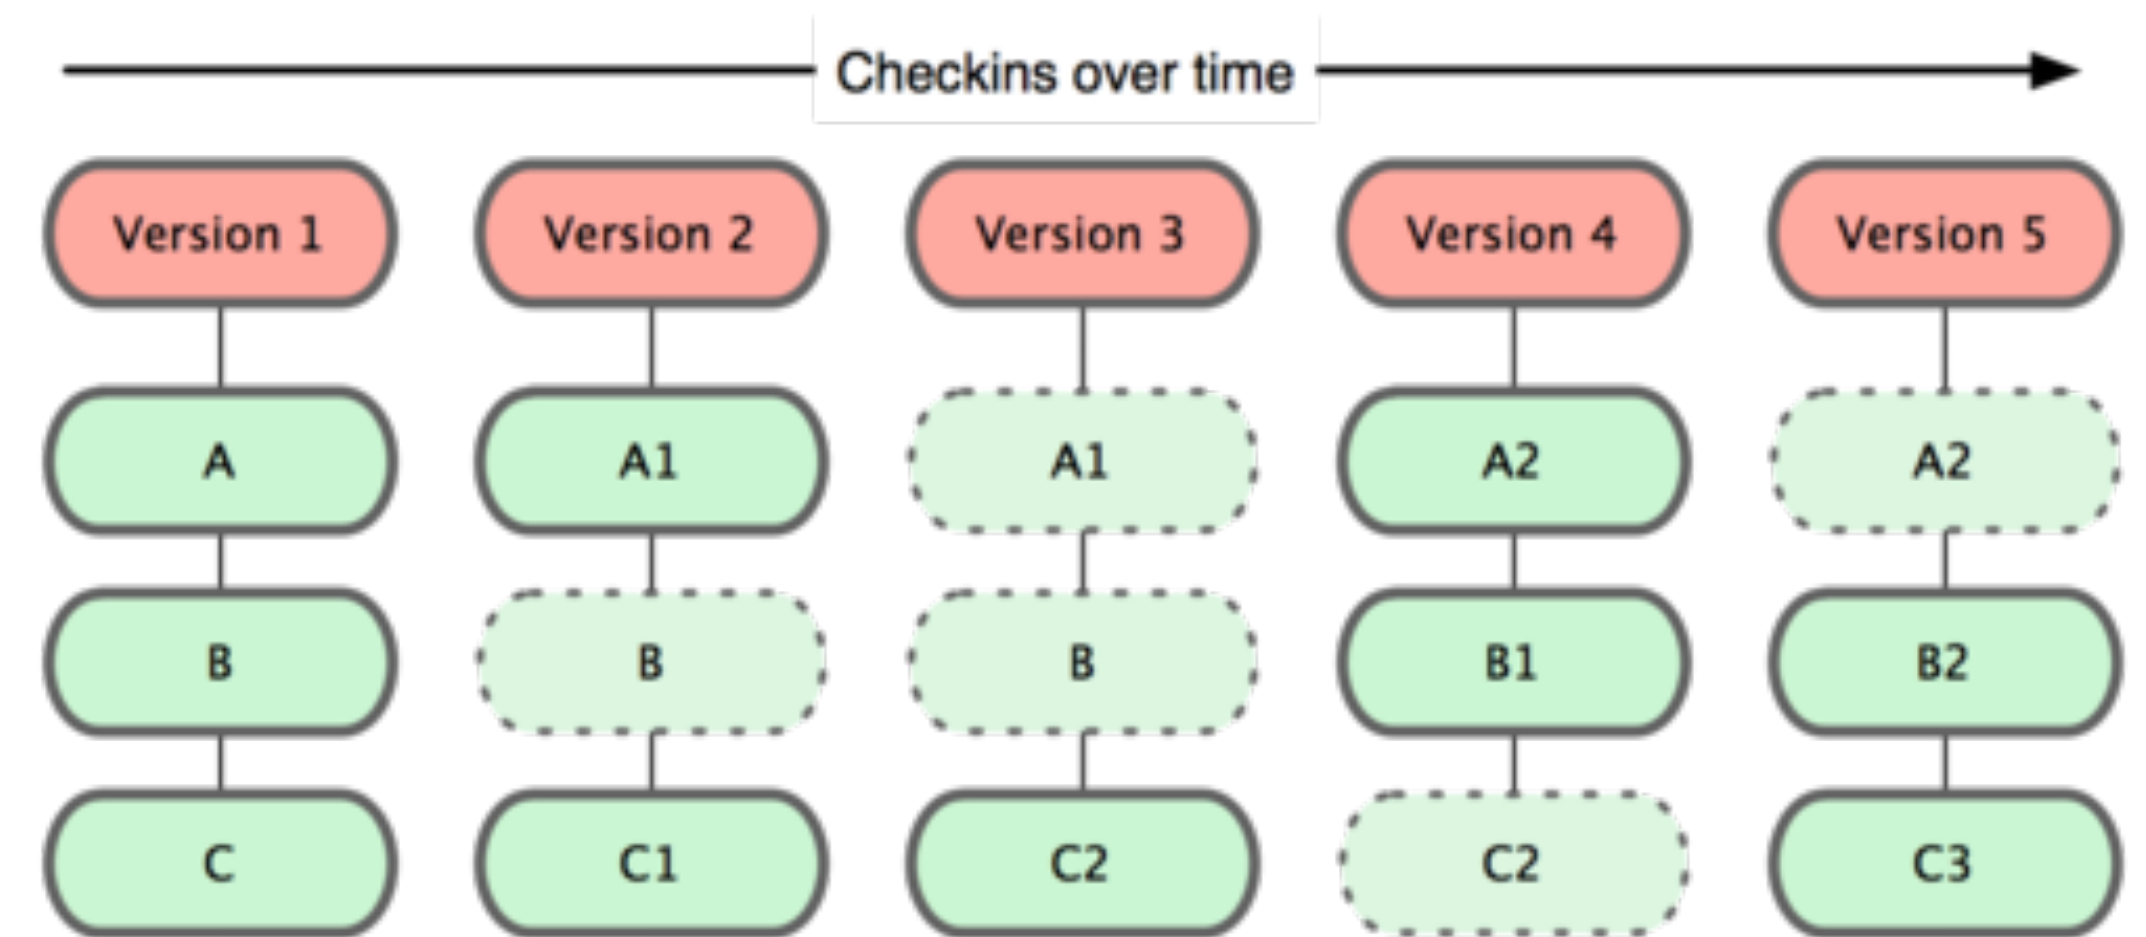 Checkins over time
Version 1 Version 2 Version 3 Version 4 Version 5
A A1 A1 A2 A2
B B B B1 B2
C C1 C2 C2 C3